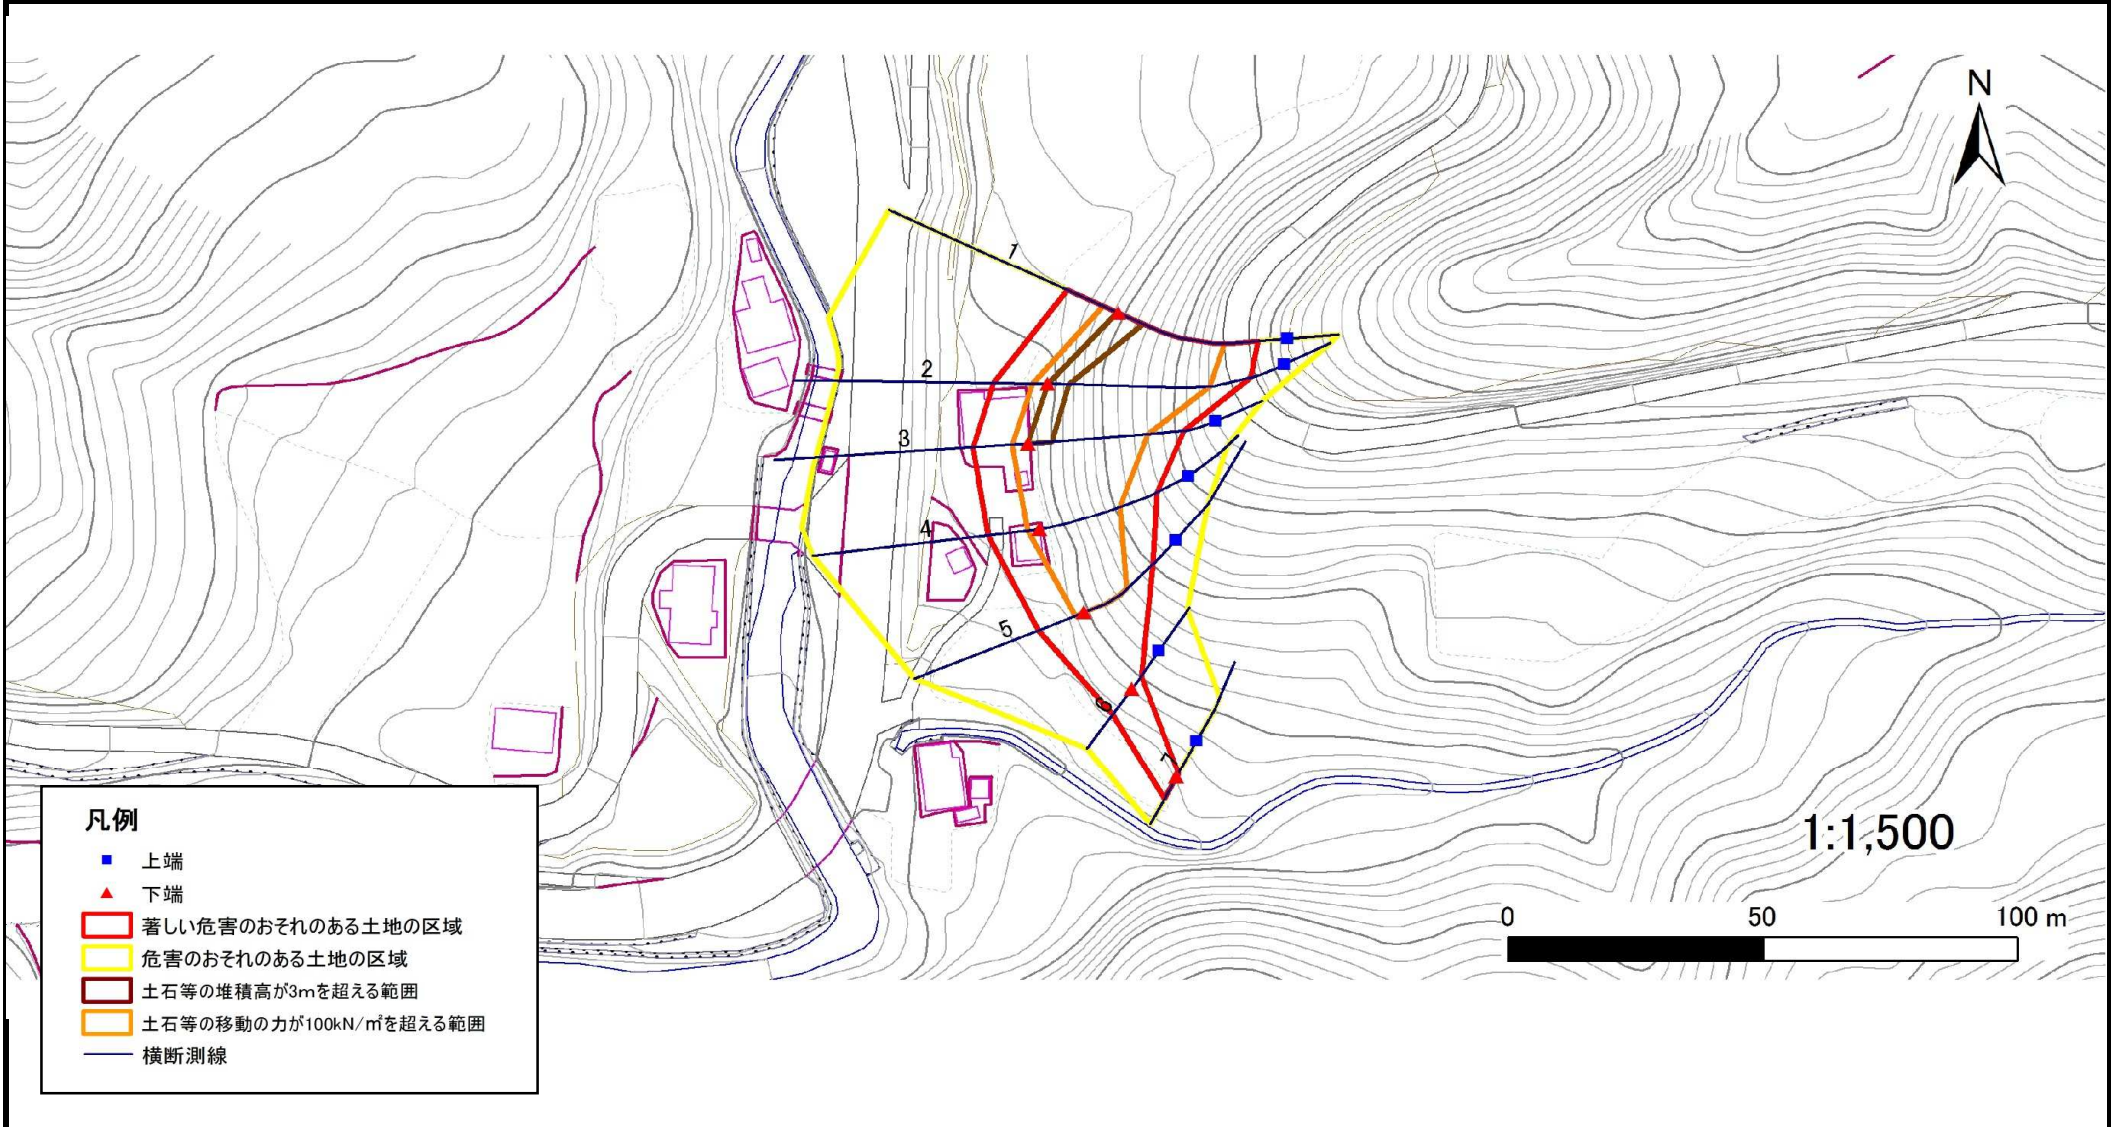 N
1
2
3
4
5
6
7
1:1,500
0 50 100 m
凡例
上端
下端
著しい危害のおそれのある土地の区域
危害のおそれのある土地の区域
土石等の堆積高が3mを超える範囲
土石等の移動の力が100kN/㎡を超える範囲
横断測線